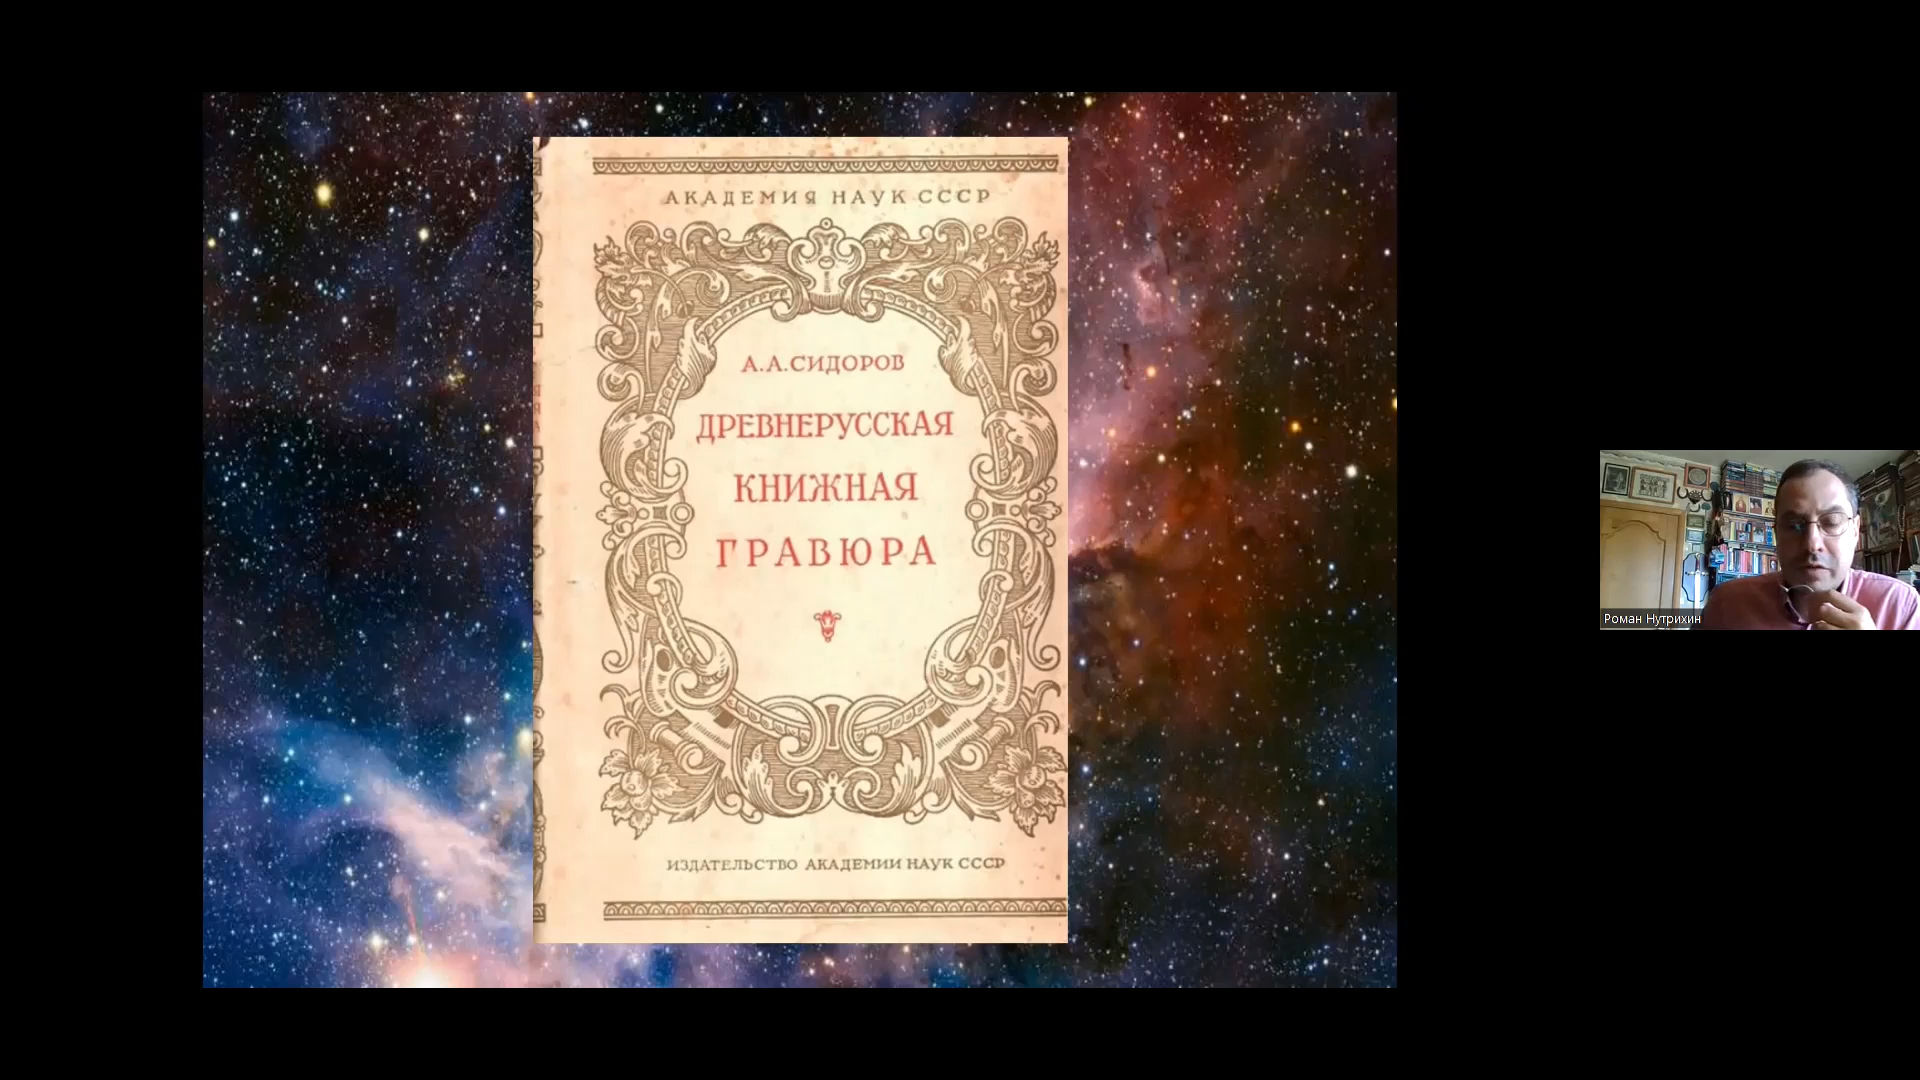 АКАДЕМИЯ НАУК СССР
А.А.СИДОРОВ
ДРЕВНЕРУССКАЯ
КНИЖНАЯ
ГРАВЮРА
ИЗДАТЕЛЬСТВО АКАДЕМИИ НАУК СССР
Роман Нутрихин